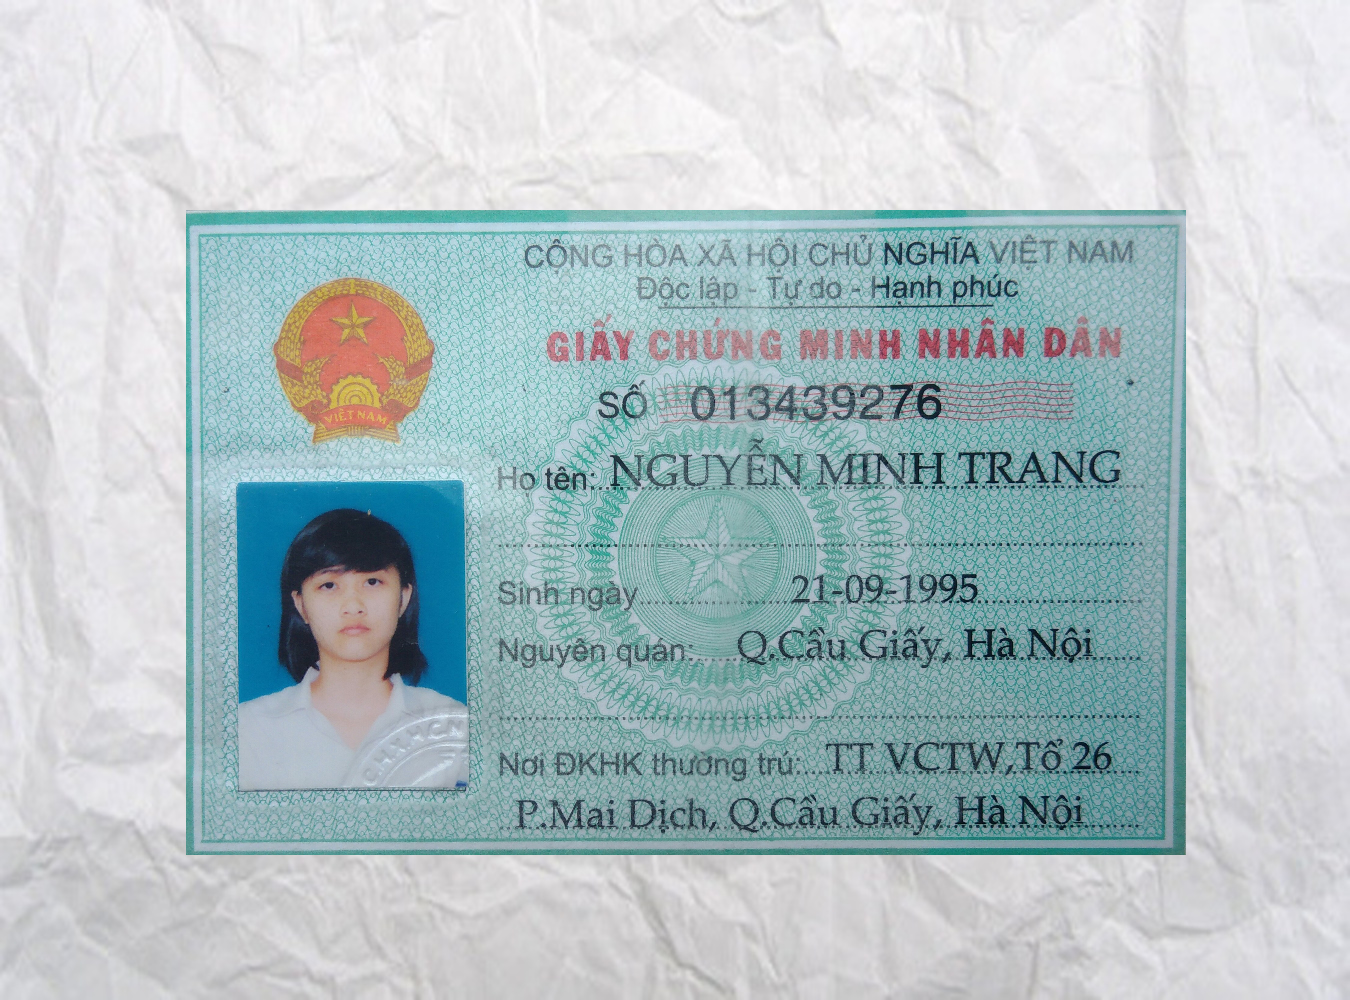 CỘNG HÒA XÃ HỘI CHỦ NGHĨA VIỆT NAM
Độc lập - Tự do - Hạnh phúc
GIẤY CHỨNG MINH NHÂN DÂN
SỐ 013439276
VIỆT NAM
Họ tên: NGUYỄN MINH TRANG
Sinh ngày 21-09-1995
Nguyên quán: Q.Cầu Giấy, Hà Nội
Nơi ĐKHK thường trú: TT VCTW,Tổ 26
P.Mai Dịch, Q.Cầu Giấy, Hà Nội